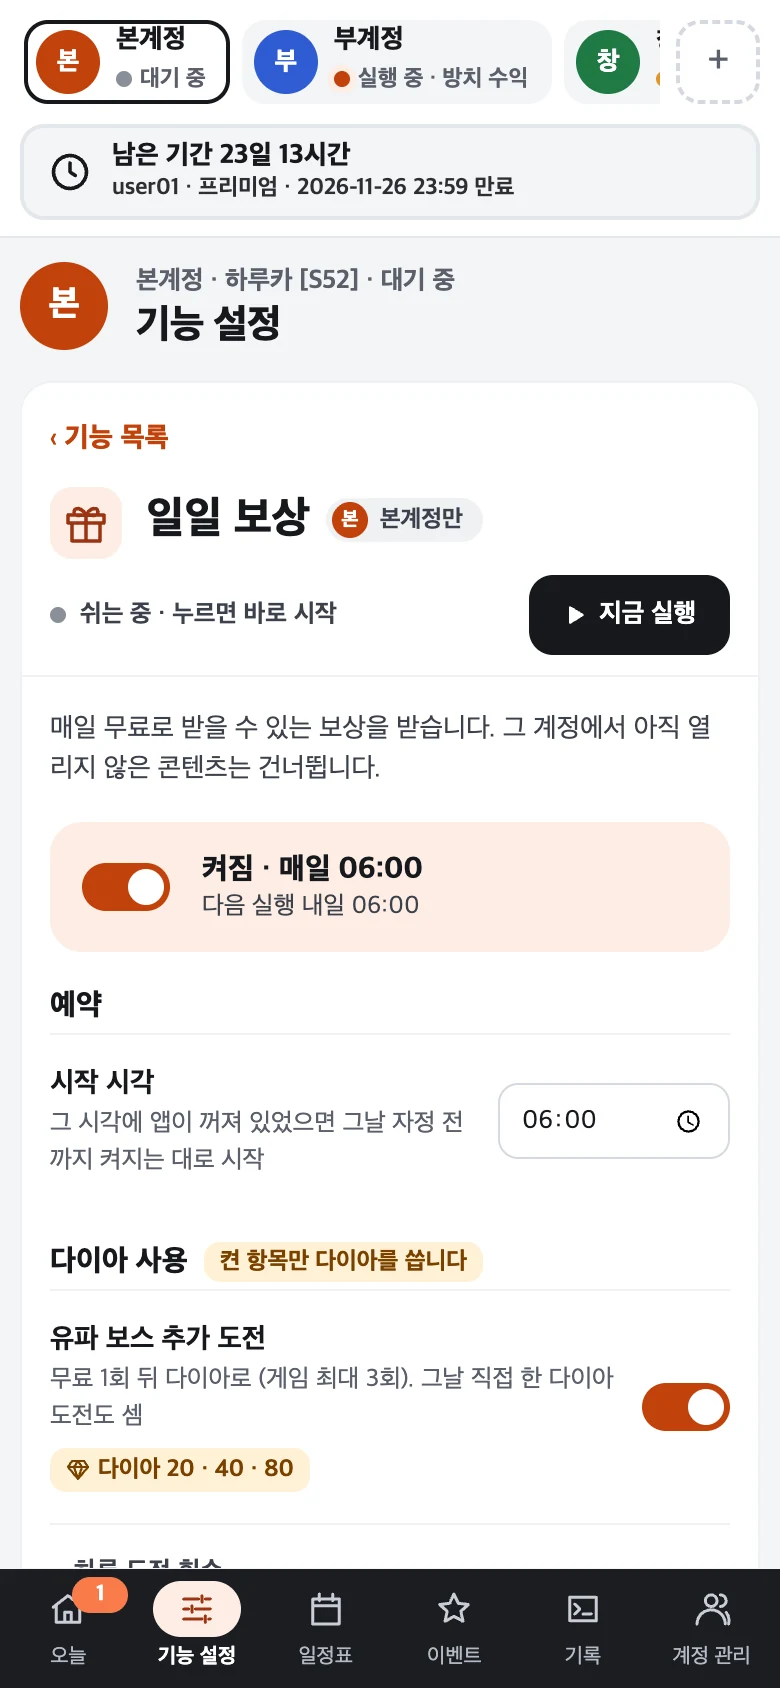 본
본계정
대기 중
부
부계정
실행 중 · 방치 수익
창
+
남은 기간 23일 13시간
user01 · 프리미엄 · 2026-11-26 23:59 만료
본
본계정 · 하루카 [S52] · 대기 중
기능 설정
‹ 기능 목록
일일 보상
본 본계정만
쉬는 중 · 누르면 바로 시작
지금 실행
매일 무료로 받을 수 있는 보상을 받습니다. 그 계정에서 아직 열
리지 않은 콘텐츠는 건너뜁니다.
켜짐 · 매일 06:00
다음 실행 내일 06:00
예약
시작 시각
그 시각에 앱이 꺼져 있었으면 그날 자정 전
까지 켜지는 대로 시작
06:00
다이아 사용
켠 항목만 다이아를 씁니다
유파 보스 추가 도전
무료 1회 뒤 다이아로 (게임 최대 3회). 그날 직접 한 다이아
도전도 셈
다이아 20 · 40 · 80
하루 도전 횟수
1
오늘
기능 설정
일정표
이벤트
기록
계정 관리